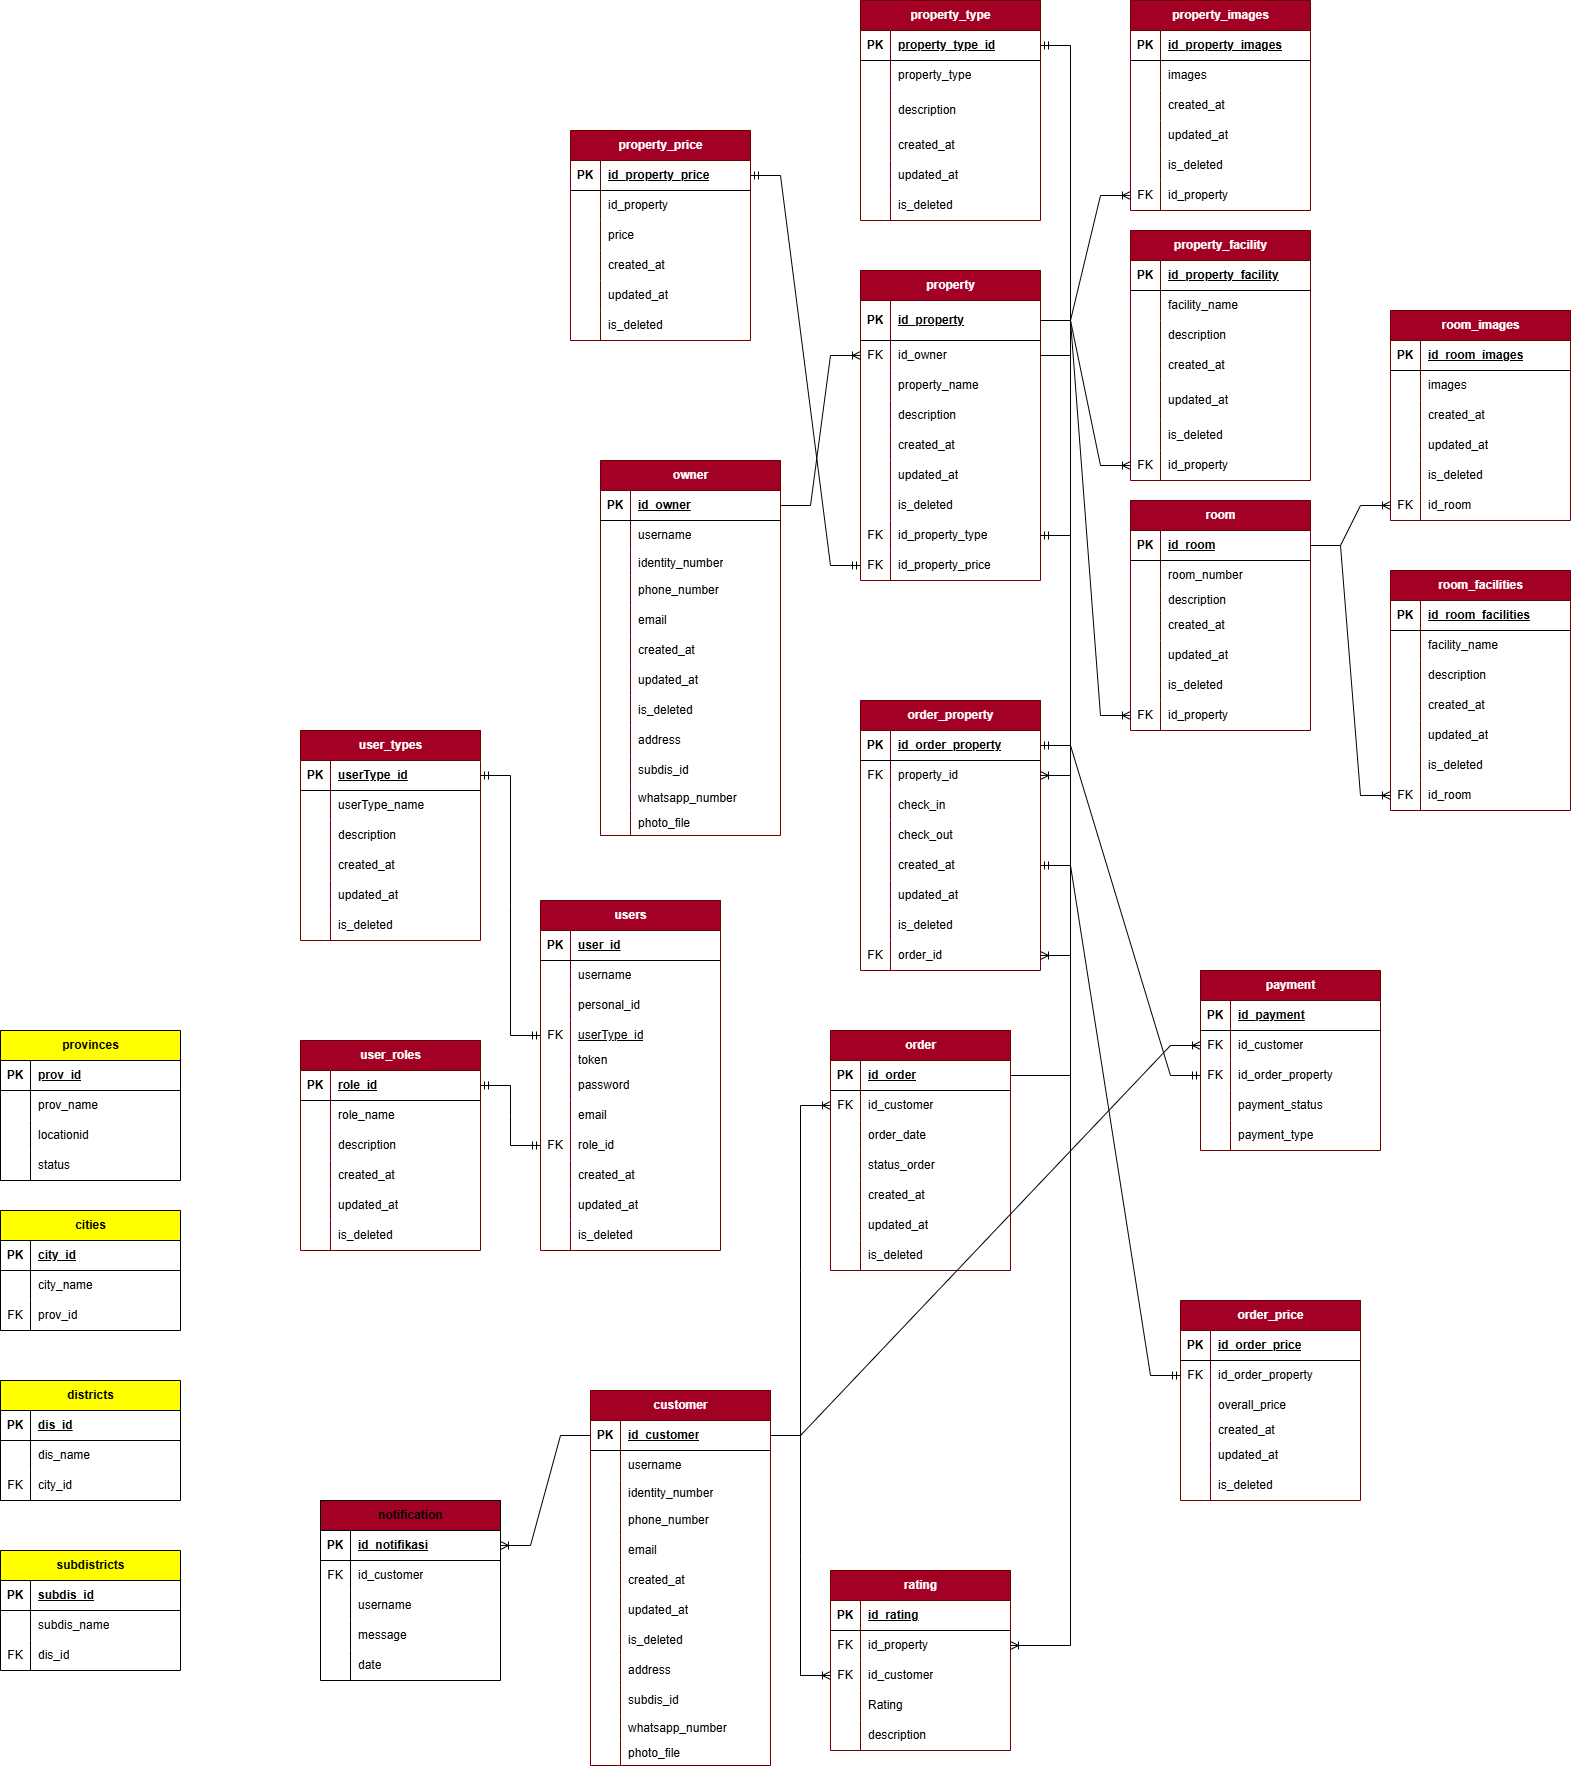 property_type
PK property_type_id
property_type
description
created_at
updated_at
is_deleted
property_images
PK id_property_images
images
created_at
updated_at
is_deleted
FK id_property
property_price
PK id_property_price
id_property
price
created_at
updated_at
is_deleted
property
PK id_property
FK id_owner
property_name
description
created_at
updated_at
is_deleted
FK id_property_type
FK id_property_price
property_facility
PK id_property_facility
facility_name
description
created_at
updated_at
is_deleted
FK id_property
room_images
PK id_room_images
images
created_at
updated_at
is_deleted
FK id_room
owner
PK id_owner
username
identity_number
phone_number
email
created_at
updated_at
is_deleted
address
subdis_id
whatsapp_number
photo_file
room
PK id_room
room_number
description
created_at
updated_at
is_deleted
FK id_property
room_facilities
PK id_room_facilities
facility_name
description
created_at
updated_at
is_deleted
FK id_room
user_types
PK userType_id
userType_name
description
created_at
updated_at
is_deleted
order_property
PK id_order_property
FK property_id
check_in
check_out
created_at
updated_at
is_deleted
FK order_id
users
PK user_id
username
personal_id
FK userType_id
token
password
email
FK role_id
created_at
updated_at
is_deleted
payment
PK id_payment
FK id_customer
FK id_order_property
payment_status
payment_type
provinces
PK prov_id
prov_name
locationid
status
user_roles
PK role_id
role_name
description
created_at
updated_at
is_deleted
order
PK id_order
FK id_customer
order_date
status_order
created_at
updated_at
is_deleted
cities
PK city_id
city_name
FK prov_id
order_price
PK id_order_price
FK id_order_property
overall_price
created_at
updated_at
is_deleted
districts
PK dis_id
dis_name
FK city_id
customer
PK id_customer
username
identity_number
phone_number
email
created_at
updated_at
is_deleted
address
subdis_id
whatsapp_number
photo_file
notification
PK id_notifikasi
FK id_customer
username
message
date
subdistricts
PK subdis_id
subdis_name
FK dis_id
rating
PK id_rating
FK id_property
FK id_customer
Rating
description